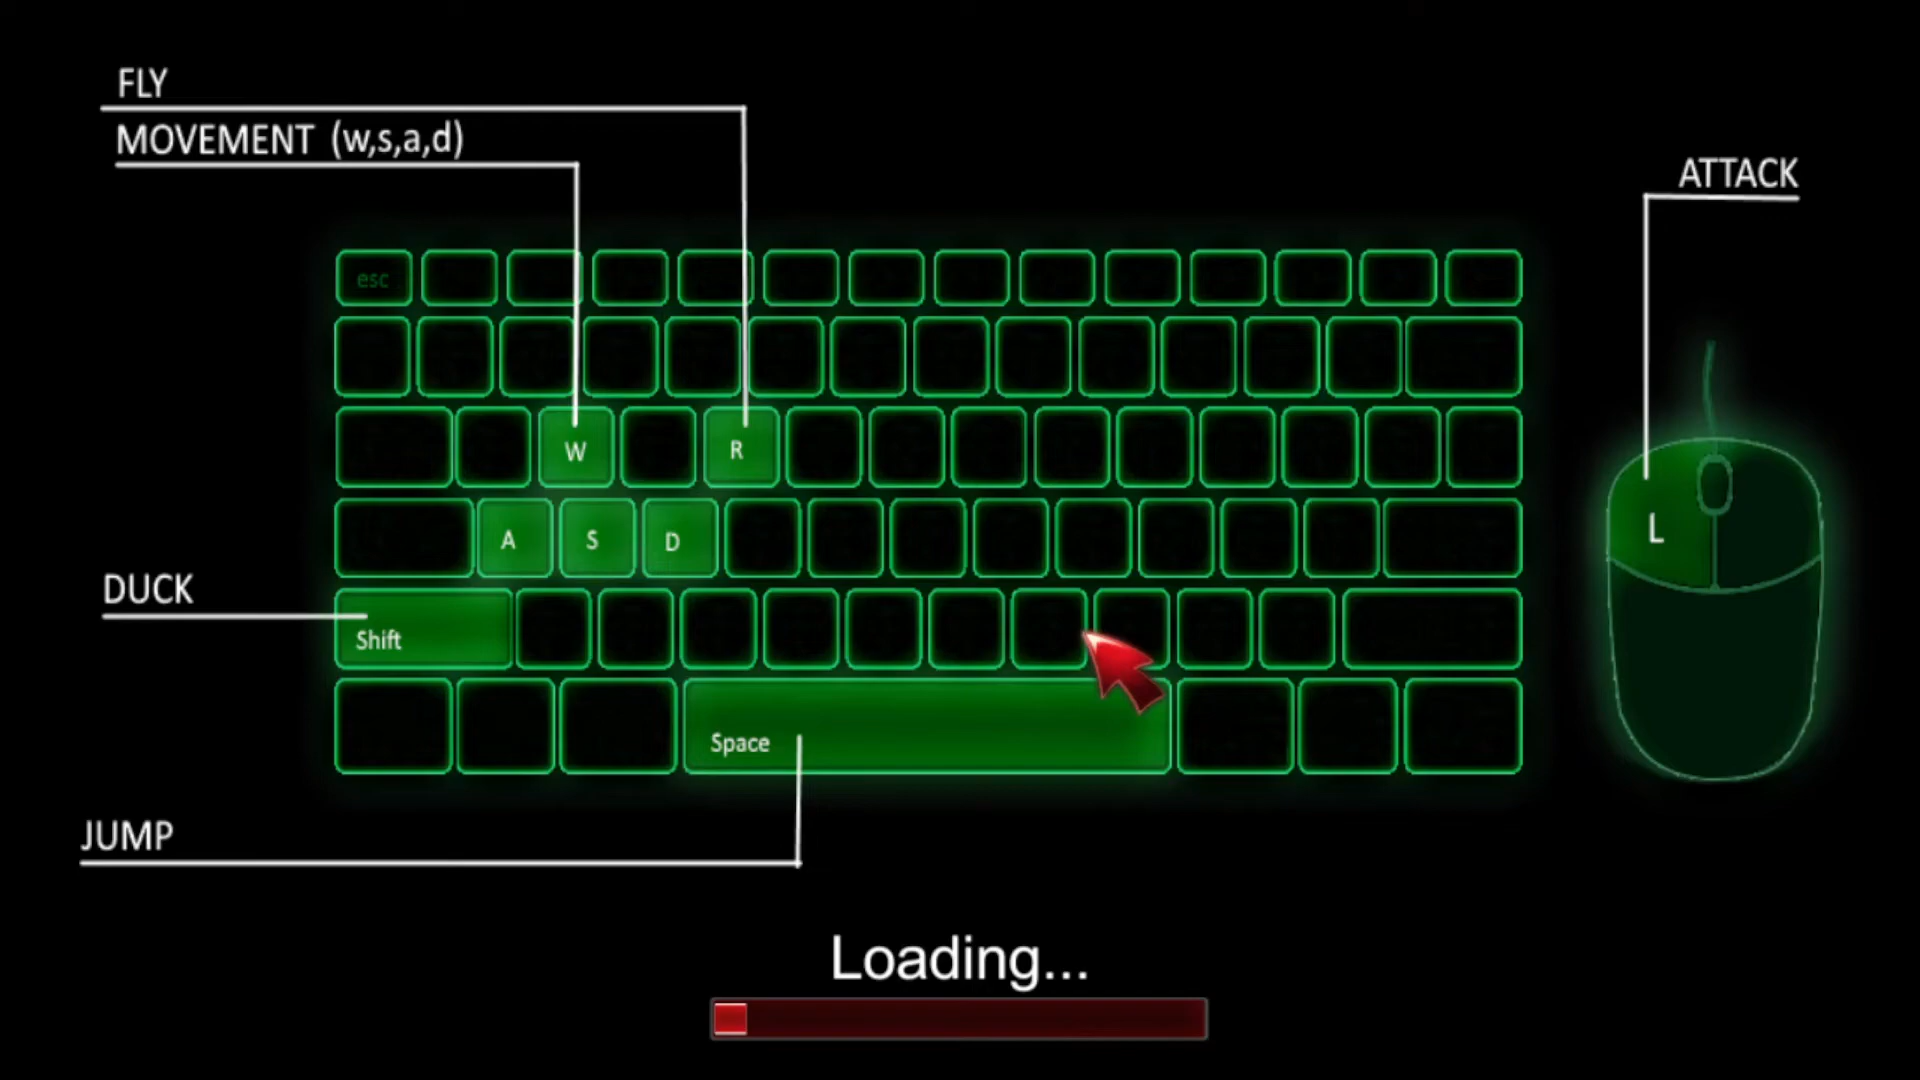 FLY
MOVEMENT (w,s,a,d)
ATTACK
esc
W
R
A
S
D
L
DUCK
Shift
Space
JUMP
Loading...